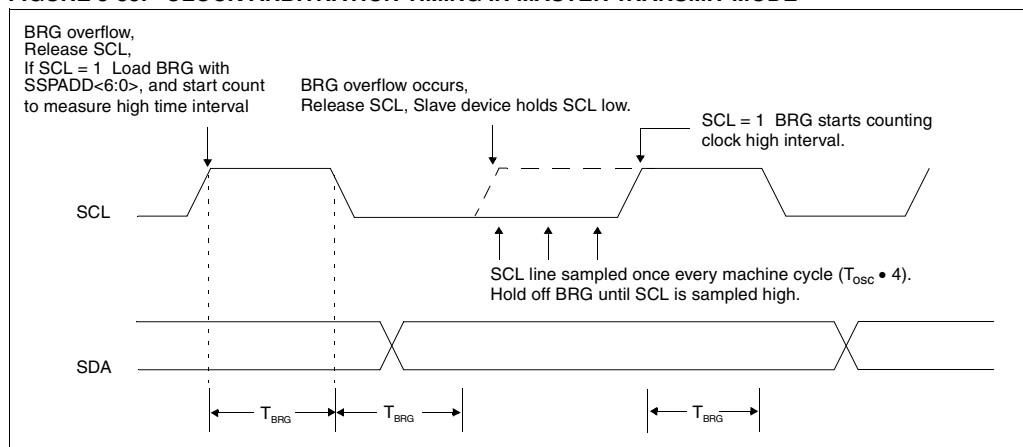 BRG overflow,
Release SCL,
If SCL = 1 Load BRG with
SSPADD<6:0>, and start count
to measure high time interval
BRG overflow occurs,
Release SCL, Slave device holds SCL low.
SCL = 1 BRG starts counting
clock high interval.
SCL
SCL line sampled once every machine cycle (Tosc • 4).
Hold off BRG until SCL is sampled high.
SDA
TBRG TBRG TBRG